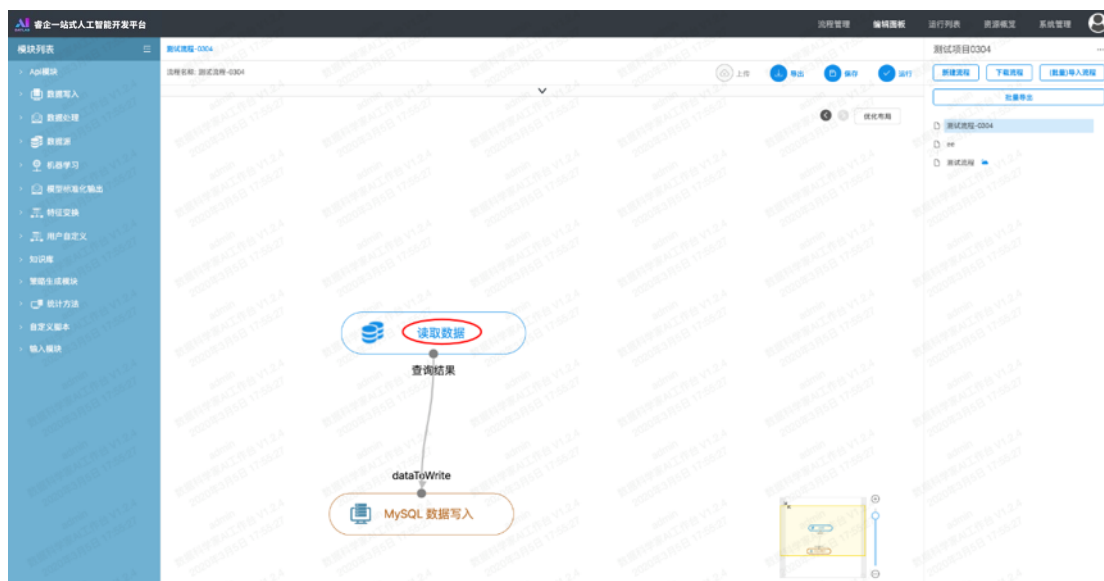 睿企一站式人工智能开发平台
流程管理 编辑面板 运行列表 资源概览 系统管理
模块列表
测试流程-0304
测试项目0304
Api模块
流程名称: 测试流程-0304
上传 导出 保存 运行
新建流程 下载流程 (批量)导入流程
批量导出
数据写入
优化布局
数据处理
测试流程-0304
数据源
机器学习
测试流程
模型标准化输出
特征变换
用户自定义
知识库
策略生成模块
统计方法
自定义脚本
输入模块
读取数据
查询结果
dataToWrite
MySQL 数据写入